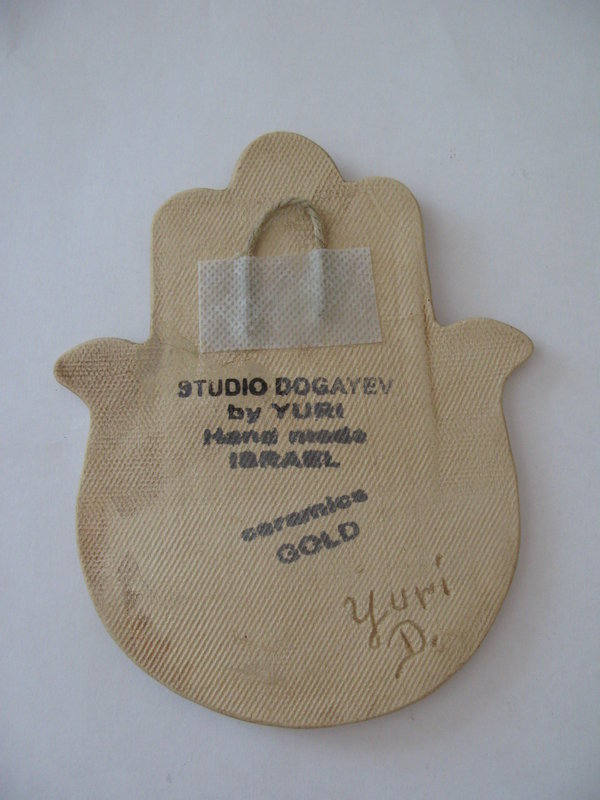 STUDIO DOGAYEV
by YURI
Hand made
ISRAEL
ceramics
GOLD
Yuri
D.